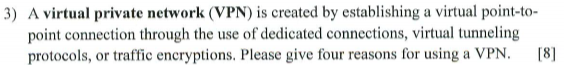 3) A virtual private network (VPN) is created by establishing a virtual point-to-
point connection through the use of dedicated connections, virtual tunneling
protocols, or traffic encryptions. Please give four reasons for using a VPN. [8]